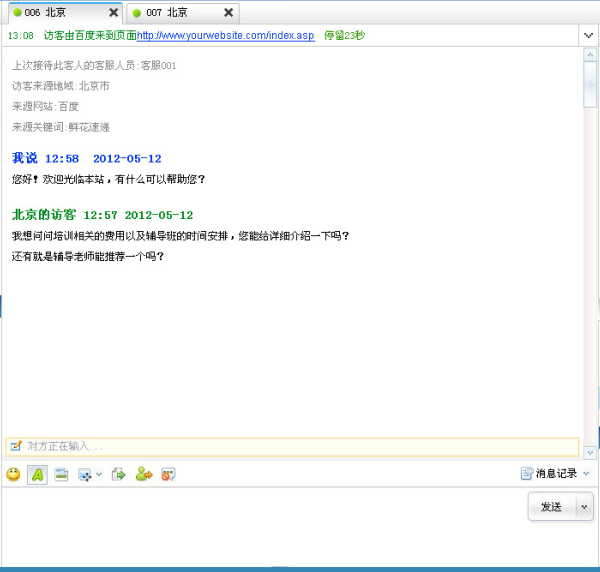 006 北京
007 北京
13:08 访客由百度来到页面http://www.yourwebsite.com/index.asp 停留23秒
上次接待此客人的客服人员:客服001
访客来源地域:北京市
来源网站:百度
来源关键词:鲜花速递
我说 12:58 2012-05-12
您好！欢迎光临本站，有什么可以帮助您？
北京的访客 12:57 2012-05-12
我想问问培训相关的费用以及辅导班的时间安排，您能给详细介绍一下吗？
还有就是辅导老师能推荐一个吗？
对方正在输入...
消息记录
发送